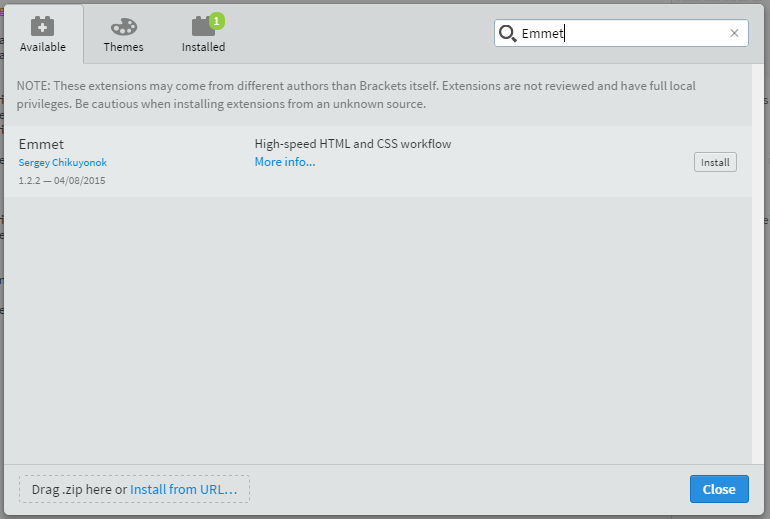 1
Available
Themes
Installed
Emmet
NOTE: These extensions may come from different authors than Brackets itself. Extensions are not reviewed and have full local
privileges. Be cautious when installing extensions from an unknown source.
Emmet
High-speed HTML and CSS workflow
Sergey Chikuyonok
More info...
Install
1.2.2 — 04/08/2015
Drag .zip here or Install from URL...
Close